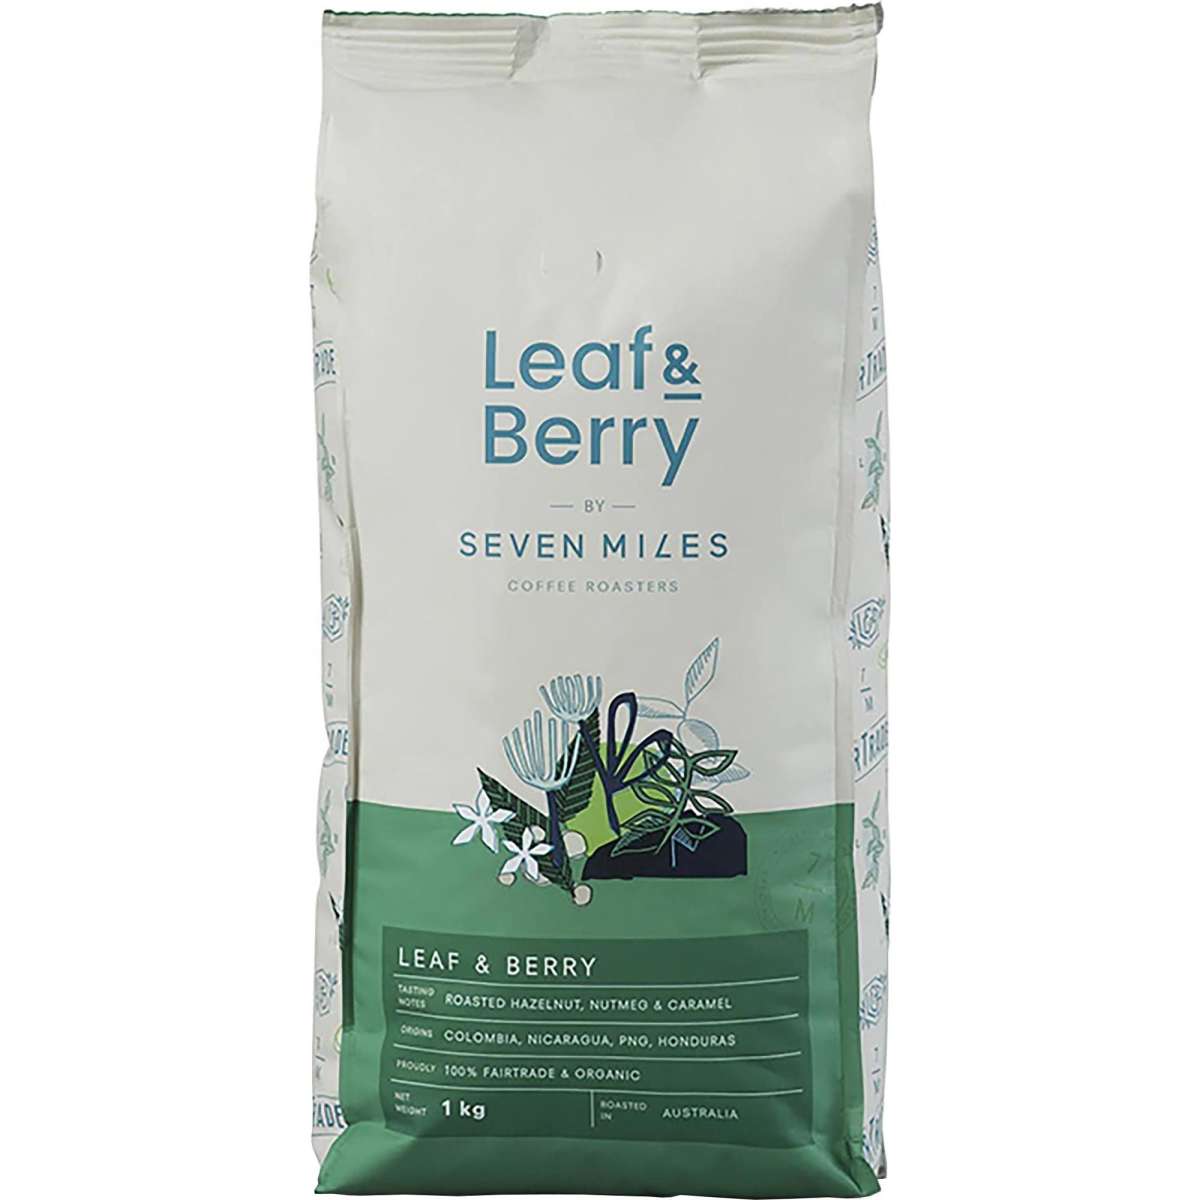 Leaf &
Berry
— BY —
SEVEN MILES
COFFEE ROASTERS
7
M
LEAF & BERRY
TASTING NOTES ROASTED HAZELNUT, NUTMEG & CARAMEL
ORIGINS COLOMBIA, NICARAGUA, PNG, HONDURAS
PROUDLY 100% FAIRTRADE & ORGANIC
NET WEIGHT 1 kg ROASTED IN AUSTRALIA